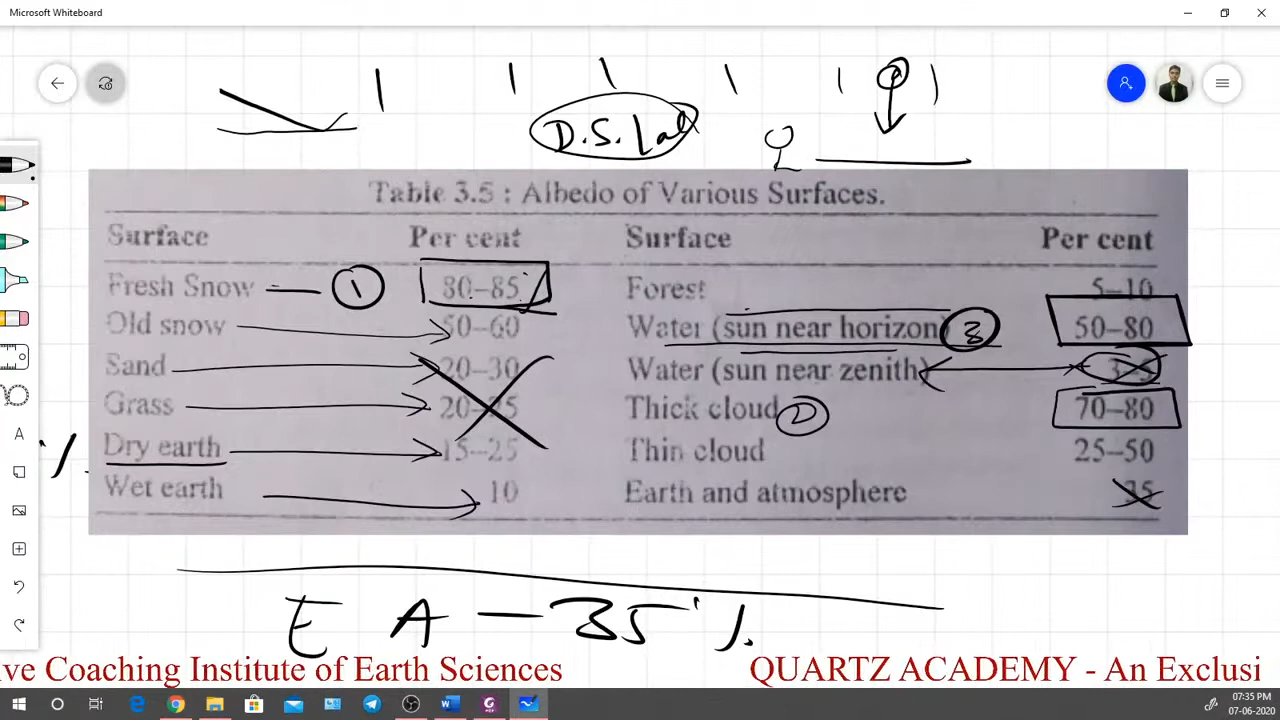 Microsoft Whiteboard
D.S. Lal
Table 3.5 : Albedo of Various Surfaces.
Surface Per cent Surface Per cent
Fresh Snow 1 80–85 Forest 5–10
Old snow 50–60 Water (sun near horizon) 3 50–80
Sand 20–30 Water (sun near zenith)
Grass 20–25 Thick cloud 2 70–80
Dry earth 15–25 Thin cloud 25–50
Wet earth 10 Earth and atmosphere 35
E A – 35 %.
ve Coaching Institute of Earth Sciences QUARTZ ACADEMY - An Exclusi
07:35 PM
07-06-2020